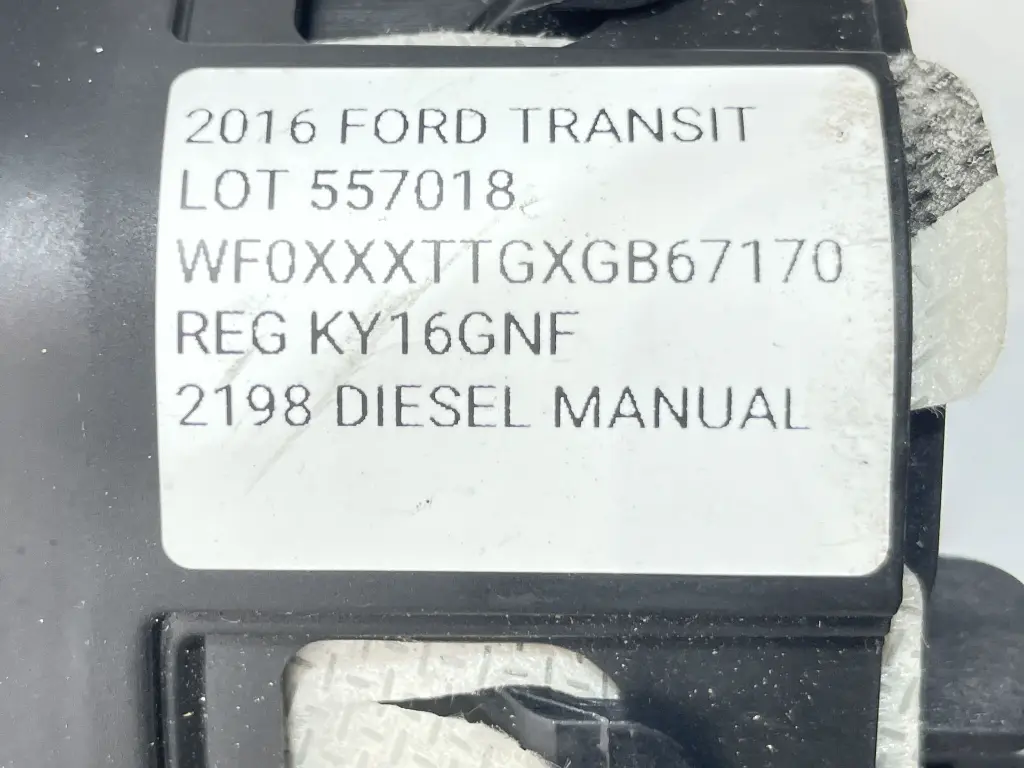 2016 FORD TRANSIT
LOT 557018
WF0XXXTTGXGB67170
REG KY16GNF
2198 DIESEL MANUAL